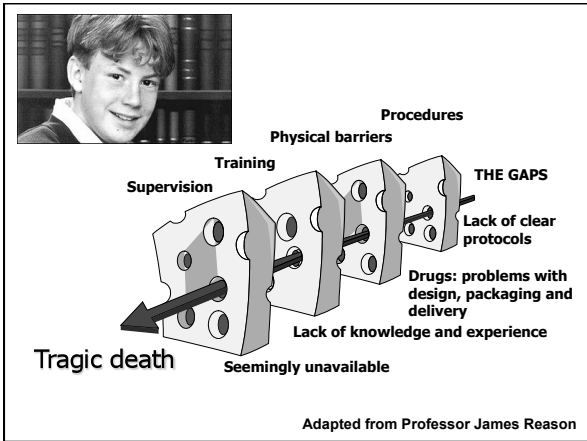 Procedures
Physical barriers
Training
Supervision
THE GAPS
Lack of clear
protocols
Drugs: problems with
design, packaging and
delivery
Lack of knowledge and experience
Tragic death
Seemingly unavailable
Adapted from Professor James Reason